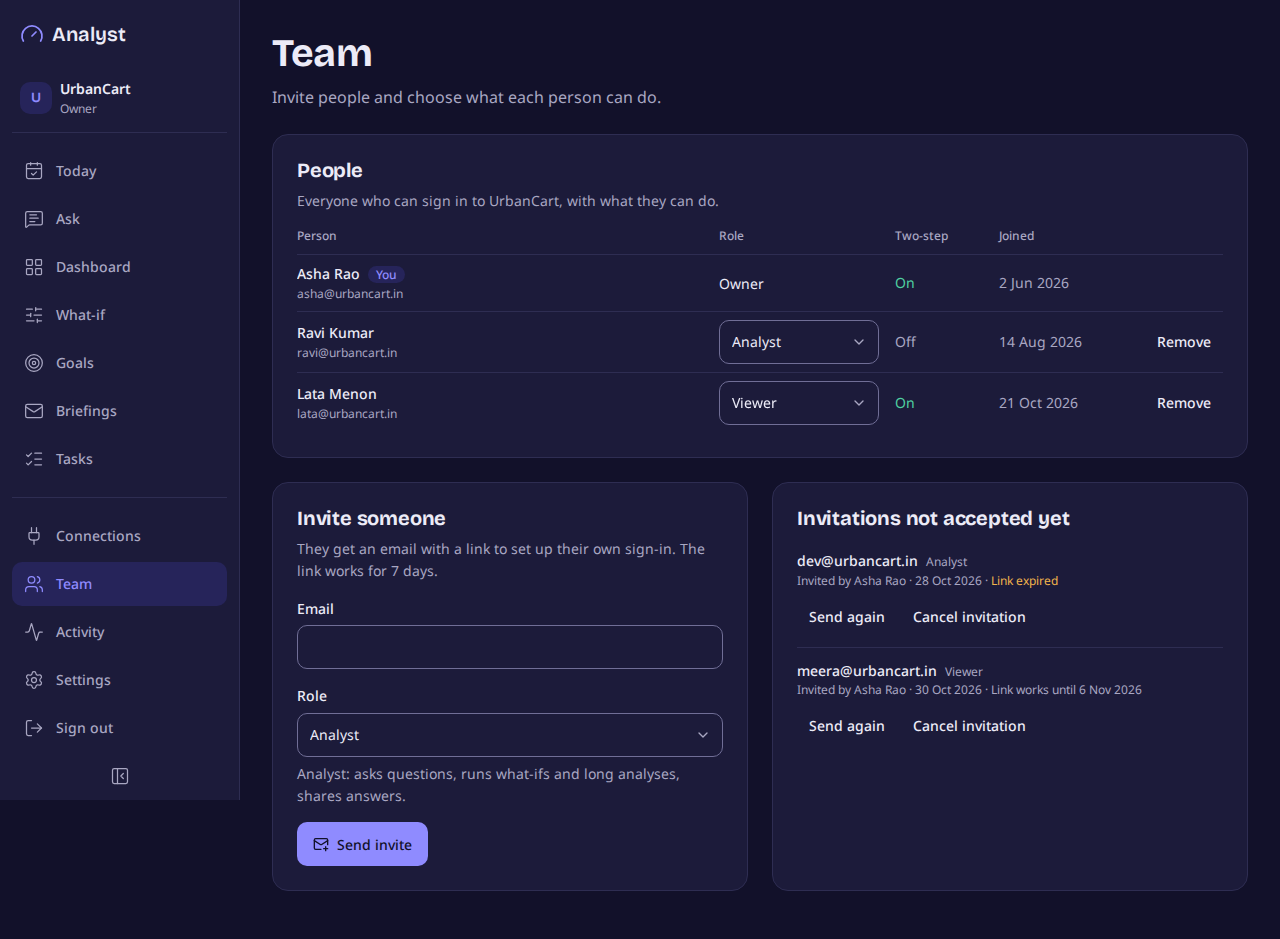 Analyst
U
UrbanCart
Owner
Today
Ask
Dashboard
What-if
Goals
Briefings
Tasks
Connections
Team
Activity
Settings
Sign out
Team
Invite people and choose what each person can do.
People
Everyone who can sign in to UrbanCart, with what they can do.
Person Role Two-step Joined
Asha Rao You
asha@urbancart.in
Owner On 2 Jun 2026
Ravi Kumar
ravi@urbancart.in
Analyst Off 14 Aug 2026 Remove
Lata Menon
lata@urbancart.in
Viewer On 21 Oct 2026 Remove
Invite someone
They get an email with a link to set up their own sign-in. The
link works for 7 days.
Email
Role
Analyst
Analyst: asks questions, runs what-ifs and long analyses,
shares answers.
Send invite
Invitations not accepted yet
dev@urbancart.in Analyst
Invited by Asha Rao · 28 Oct 2026 · Link expired
Send again Cancel invitation
meera@urbancart.in Viewer
Invited by Asha Rao · 30 Oct 2026 · Link works until 6 Nov 2026
Send again Cancel invitation